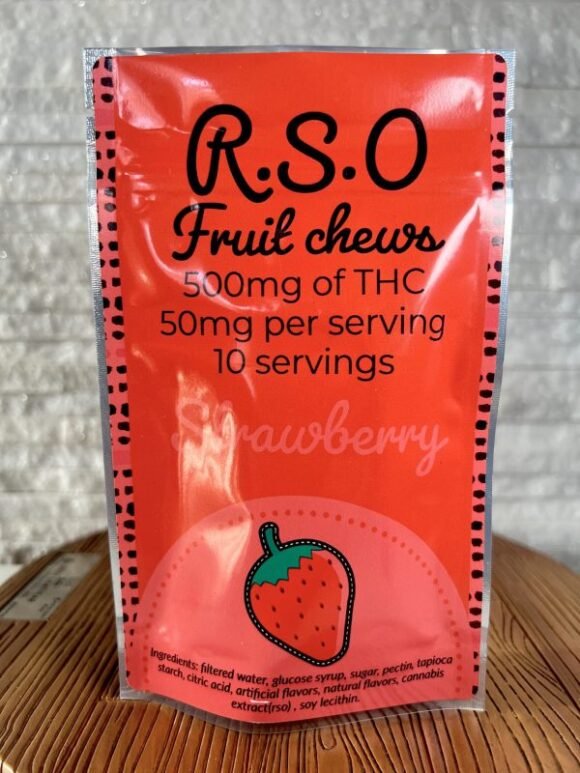 R.S.O
Fruit chews
500mg of THC
50mg per serving
10 servings
Strawberry
Ingredients: filtered water, glucose syrup, sugar, pectin, tapioca
starch, citric acid, artificial flavors, natural flavors, cannabis
extract(rso) , soy lecithin.